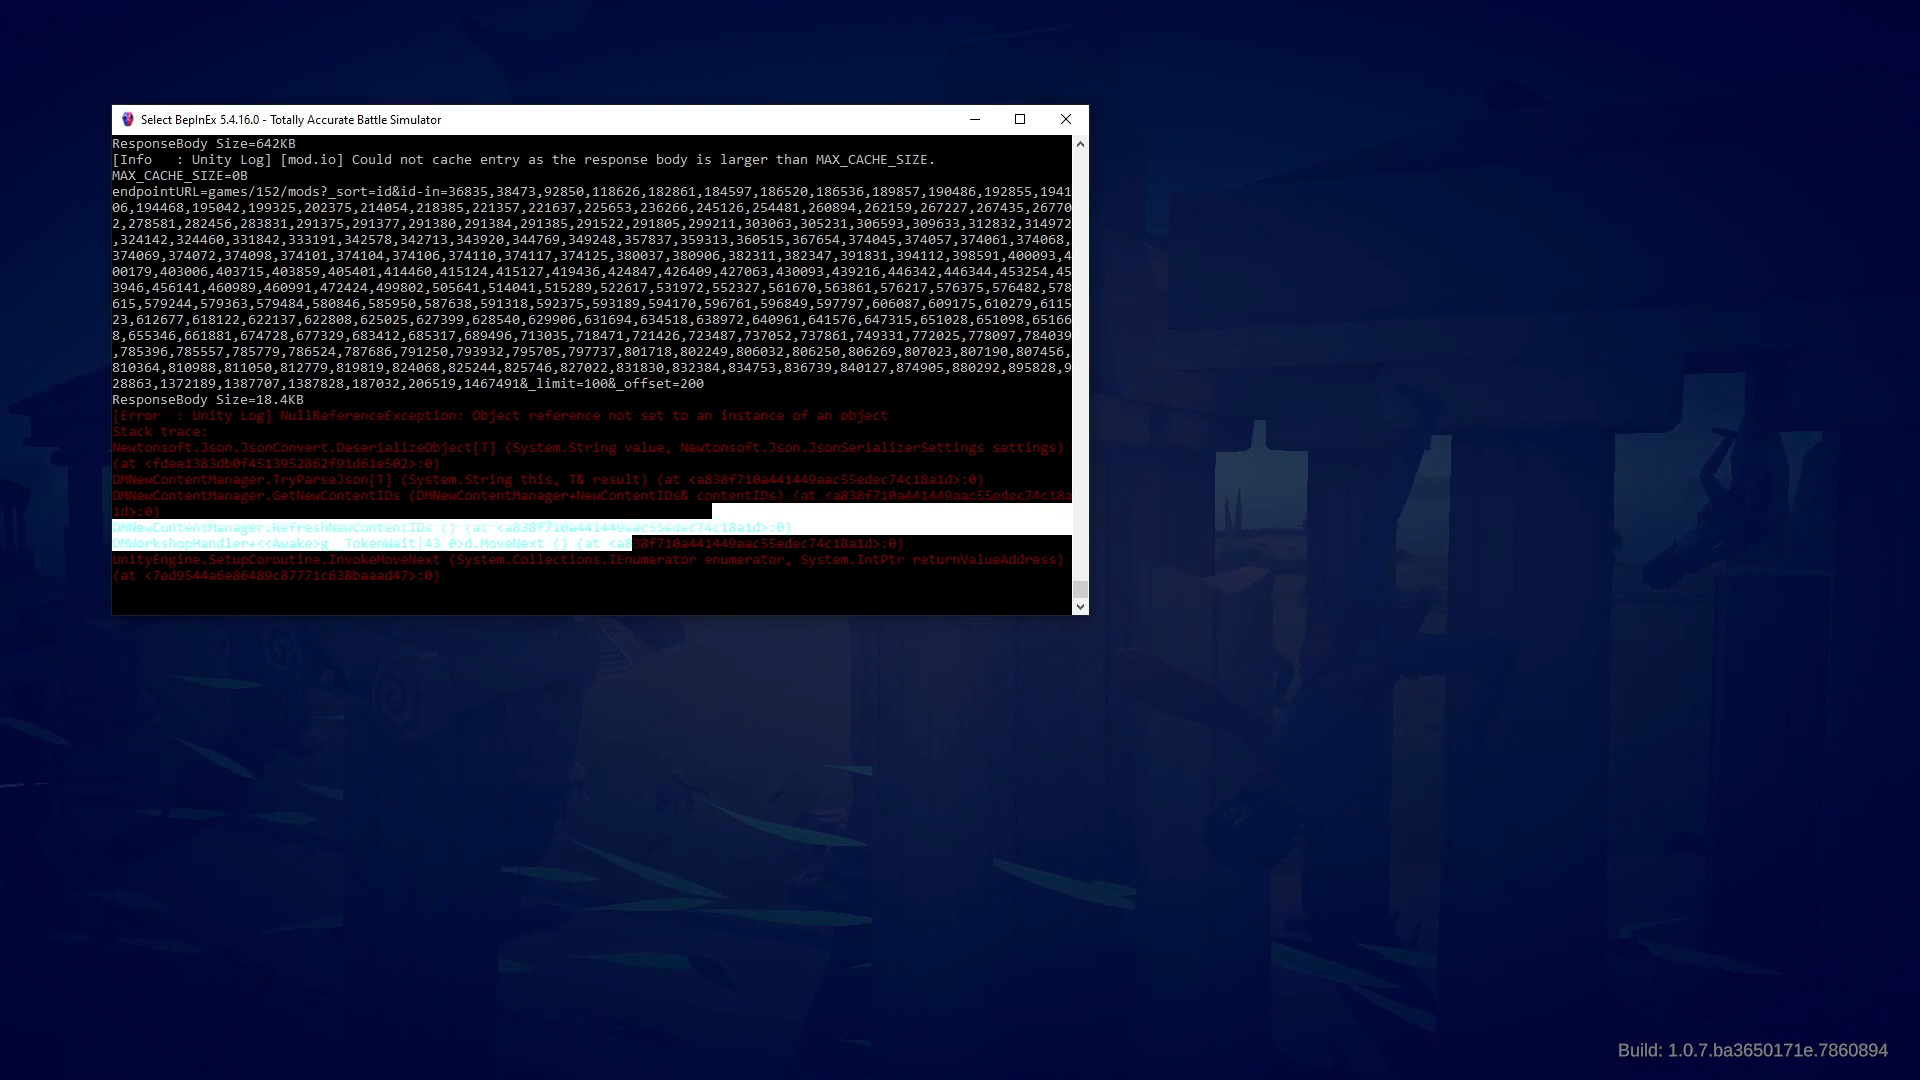 Select BepInEx 5.4.16.0 - Totally Accurate Battle Simulator
ResponseBody Size=642KB
[Info   : Unity Log] [mod.io] Could not cache entry as the response body is larger than MAX_CACHE_SIZE.
MAX_CACHE_SIZE=0B
endpointURL=games/152/mods?_sort=id&id-in=36835,38473,92850,118626,182861,184597,186520,186536,189857,190486,192855,1941
06,194468,195042,199325,202375,214054,218385,221357,221637,225653,236266,245126,254481,260894,262159,267227,267435,26770
2,278581,282456,283831,291375,291377,291380,291384,291385,291522,291805,299211,303063,305231,306593,309633,312832,314972
,324142,324460,331842,333191,342578,342713,343920,344769,349248,357837,359313,360515,367654,374045,374057,374061,374068,
374069,374072,374098,374101,374104,374106,374110,374117,374125,380037,380906,382311,382347,391831,394112,398591,400093,4
00179,403006,403715,403859,405401,414460,415124,415127,419436,424847,426409,427063,430093,439216,446342,446344,453254,45
3946,456141,460989,460991,472424,499802,505641,514041,515289,522617,531972,552327,561670,563861,576217,576375,576482,578
615,579244,579363,579484,580846,585950,587638,591318,592375,593189,594170,596761,596849,597797,606087,609175,610279,6115
23,612677,618122,622137,622808,625025,627399,628540,629906,631694,634518,638972,640961,641576,647315,651028,651098,65166
8,655346,661881,674728,677329,683412,685317,689496,713035,718471,721426,723487,737052,737861,749331,772025,778097,784039
,785396,785557,785779,786524,787686,791250,793932,795705,797737,801718,802249,806032,806250,806269,807023,807190,807456,
810364,810988,811050,812779,819819,824068,825244,825746,827022,831830,832384,834753,836739,840127,874905,880292,895828,9
28863,1372189,1387707,1387828,187032,206519,1467491&_limit=100&_offset=200
ResponseBody Size=18.4KB
[Error  : Unity Log] NullReferenceException: Object reference not set to an instance of an object
Stack trace:
Newtonsoft.Json.JsonConvert.DeserializeObject[T] (System.String value, Newtonsoft.Json.JsonSerializerSettings settings)
(at <fdee1383db0f4513952862f91d61e502>:0)
DMNewContentManager.TryParseJson[T] (System.String this, T& result) (at <a838f710a441449aac55edec74c18a1d>:0)
DMNewContentManager.GetNewContentIDs (DMNewContentManager+NewContentIDs& contentIDs) (at <a838f710a441449aac55edec74c18a
1d>:0)
DMNewContentManager.RefreshNewContentIDs () (at <a838f710a441449aac55edec74c18a1d>:0)
DMWorkshopHandler+<<Awake>g__TokenWait|43_0>d.MoveNext () (at <a838f710a441449aac55edec74c18a1d>:0)
UnityEngine.SetupCoroutine.InvokeMoveNext (System.Collections.IEnumerator enumerator, System.IntPtr returnValueAddress)
(at <7ed9544a6e86489c87771c638baaad47>:0)
Build: 1.0.7.ba3650171e.7860894